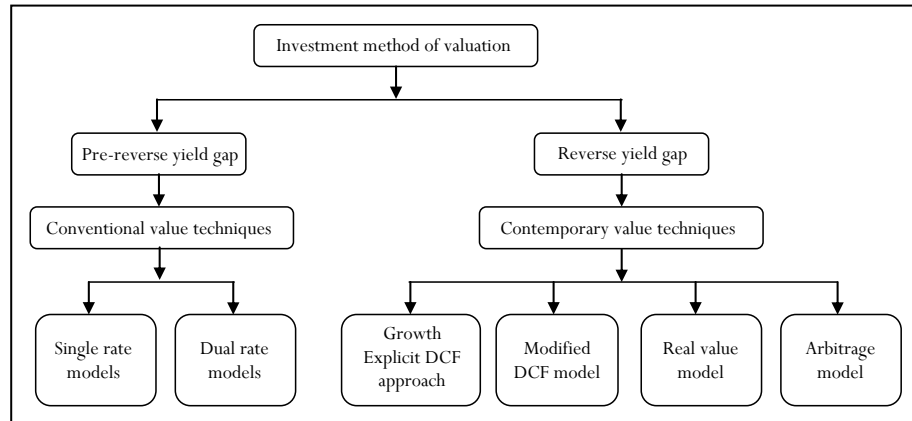 Investment method of valuation
Pre-reverse yield gap
Reverse yield gap
Conventional value techniques
Contemporary value techniques
Single rate
models
Dual rate
models
Growth
Explicit DCF
approach
Modified
DCF model
Real value
model
Arbitrage
model